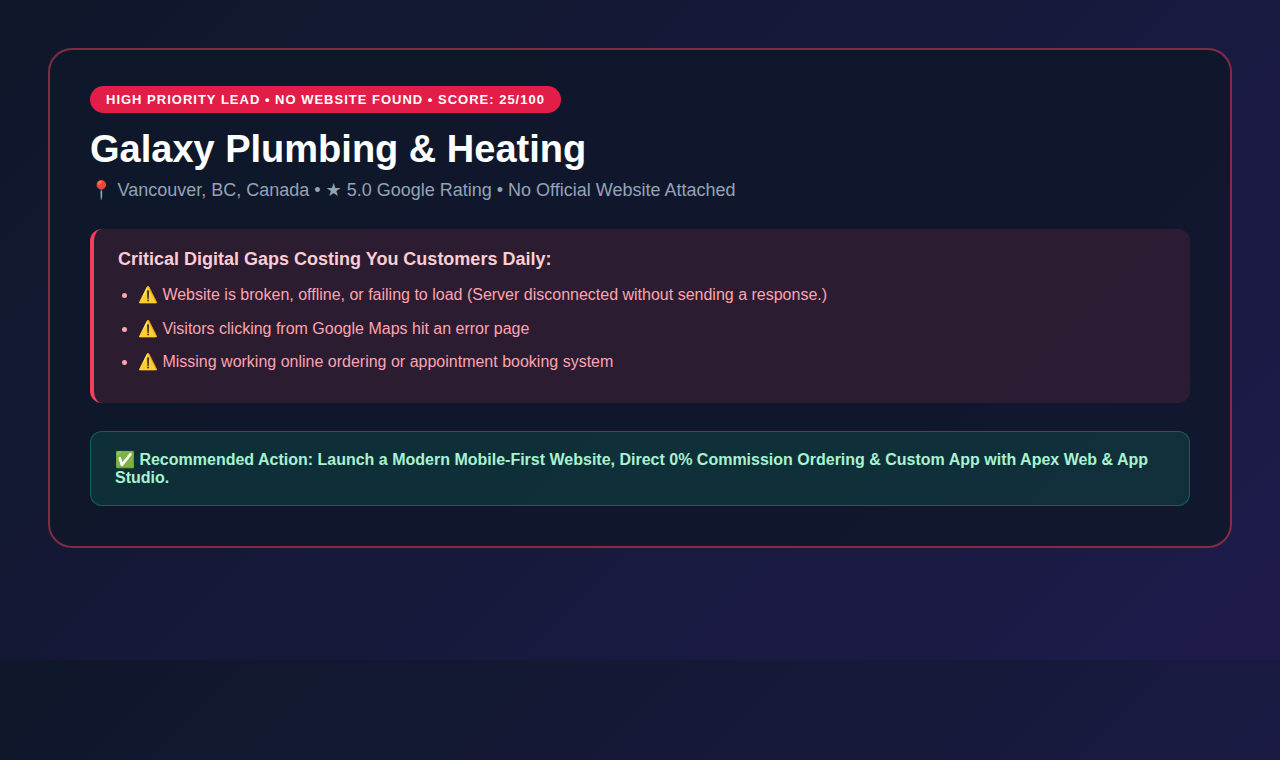 HIGH PRIORITY LEAD • NO WEBSITE FOUND • SCORE: 25/100
Galaxy Plumbing & Heating
📍 Vancouver, BC, Canada • ★ 5.0 Google Rating • No Official Website Attached
Critical Digital Gaps Costing You Customers Daily:
• ⚠️ Website is broken, offline, or failing to load (Server disconnected without sending a response.)
• ⚠️ Visitors clicking from Google Maps hit an error page
• ⚠️ Missing working online ordering or appointment booking system
✅ Recommended Action: Launch a Modern Mobile-First Website, Direct 0% Commission Ordering & Custom App with Apex Web & App
Studio.